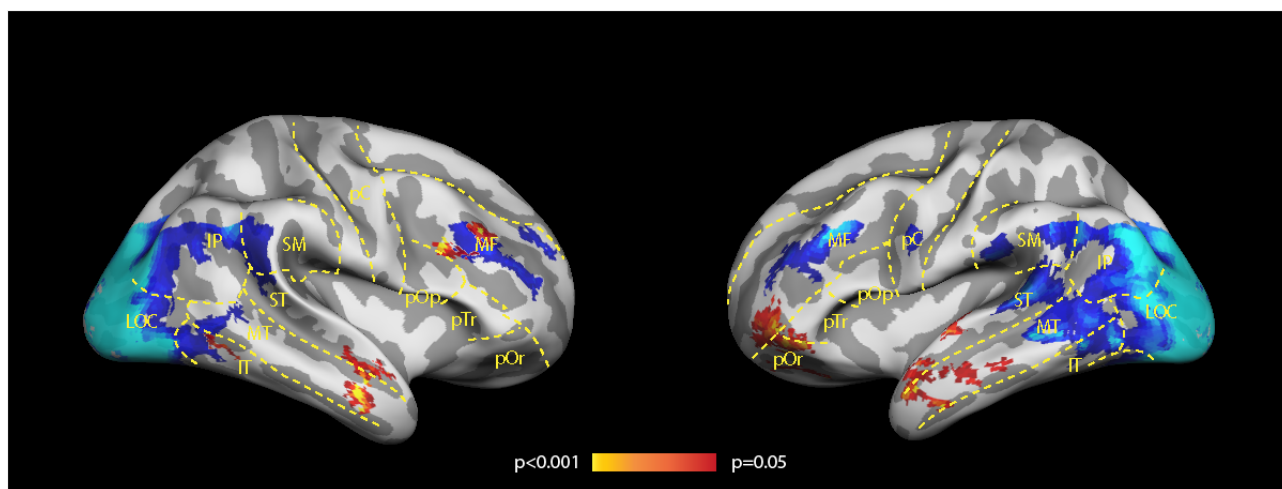 pC
IP
SM
MF
pOp
ST
LOC
MT
pTr
IT
pOr
MF
pC
SM
IP
pOp
ST
LOC
pTr
MT
pOr
IT
p<0.001
p=0.05